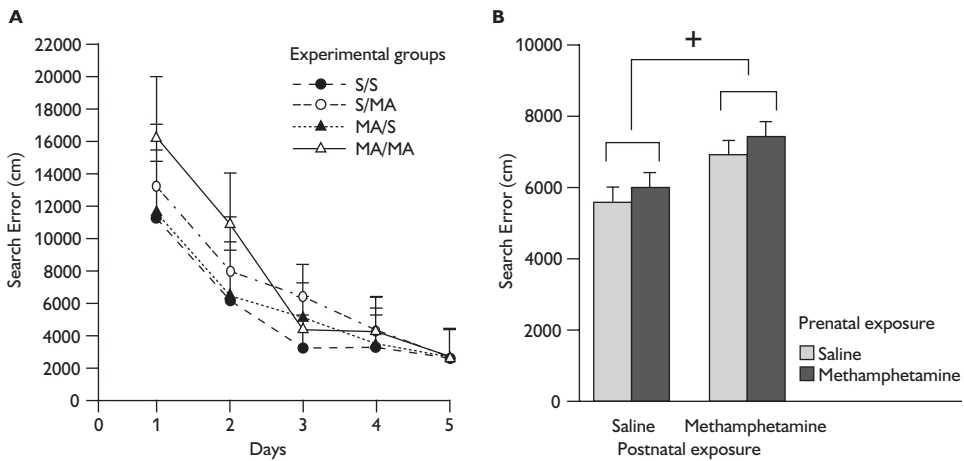 A
Search Error (cm)
22000
20000
18000
16000
14000
12000
10000
8000
6000
4000
2000
0
0 1 2 3 4 5
Days
Experimental groups
S/S
S/MA
MA/S
MA/MA
B
Search Error (cm)
10000
8000
6000
4000
2000
0
+
Prenatal exposure
Saline
Methamphetamine
Saline Methamphetamine
Postnatal exposure